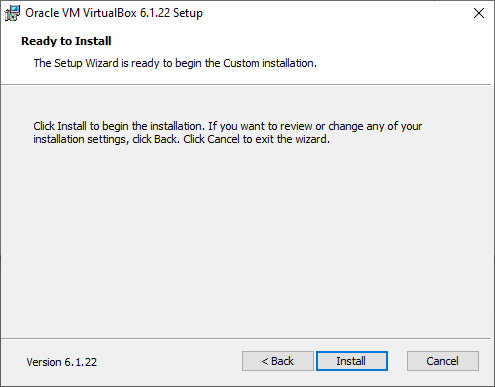 Oracle VM VirtualBox 6.1.22 Setup
Ready to Install
The Setup Wizard is ready to begin the Custom installation.
Click Install to begin the installation. If you want to review or change any of your
installation settings, click Back. Click Cancel to exit the wizard.
Version 6.1.22
< Back
Install
Cancel